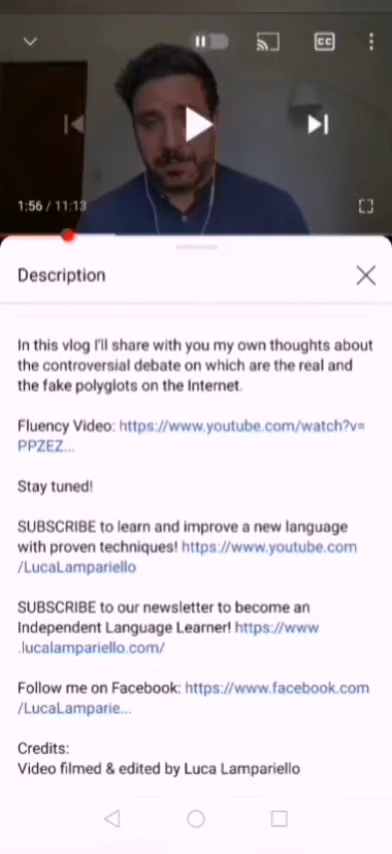 CC
1:56 / 11:13
Description
In this vlog I'll share with you my own thoughts about
the controversial debate on which are the real and
the fake polyglots on the Internet.
Fluency Video: https://www.youtube.com/watch?v=
PPZEZ...
Stay tuned!
SUBSCRIBE to learn and improve a new language
with proven techniques! https://www.youtube.com
/LucaLampariello
SUBSCRIBE to our newsletter to become an
Independent Language Learner! https://www
.lucalampariello.com/
Follow me on Facebook: https://www.facebook.com
/LucaLamparie...
Credits:
Video filmed & edited by Luca Lampariello